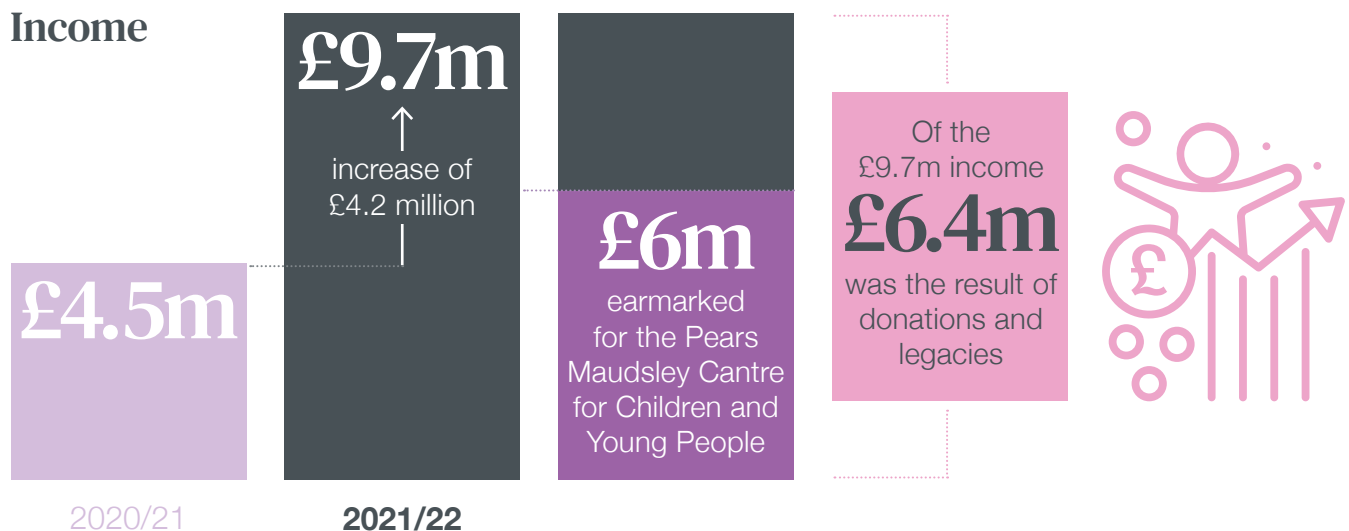 Income
£4.5m
2020/21
£9.7m
increase of
£4.2 million
2021/22
£6m
earmarked
for the Pears
Maudsley Cantre
for Children and
Young People
Of the
£9.7m income
£6.4m
was the result of
donations and
legacies
£